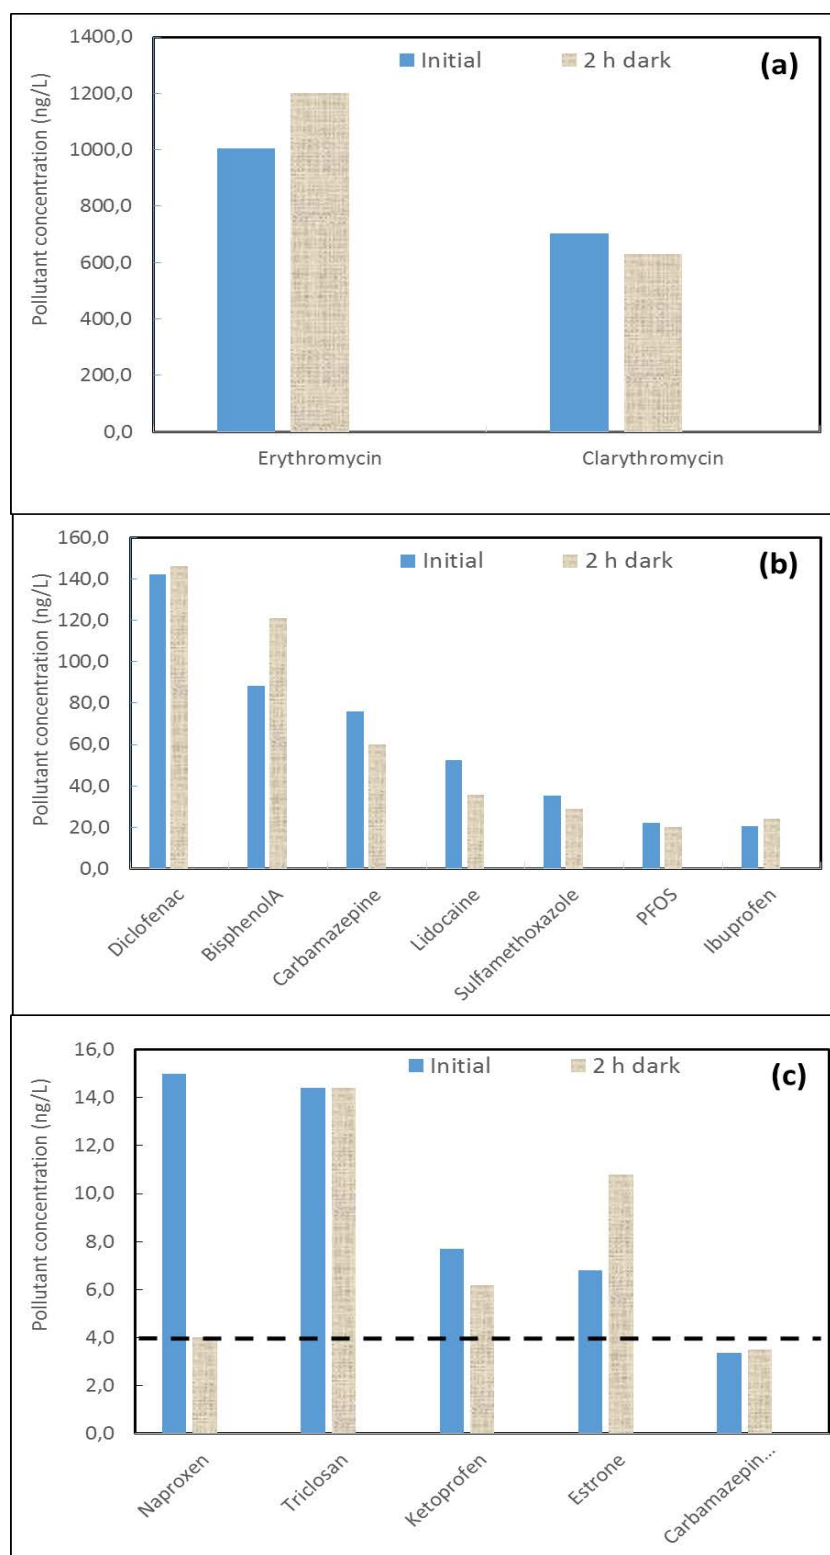 Pollutant concentration (ng/L)
1400,0
1200,0
1000,0
800,0
600,0
400,0
200,0
0,0
Initial
2 h dark
(a)
Erythromycin
Clarythromycin
Pollutant concentration (ng/L)
160,0
140,0
120,0
100,0
80,0
60,0
40,0
20,0
0,0
Initial
2 h dark
(b)
Diclofenac
BisphenolA
Carbamazepine
Lidocaine
Sulfamethoxazole
PFOS
Ibuprofen
Pollutant concentration (ng/L)
16,0
14,0
12,0
10,0
8,0
6,0
4,0
2,0
0,0
Initial
2 h dark
(c)
Naproxen
Triclosan
Ketoprofen
Estrone
Carbamazepin...